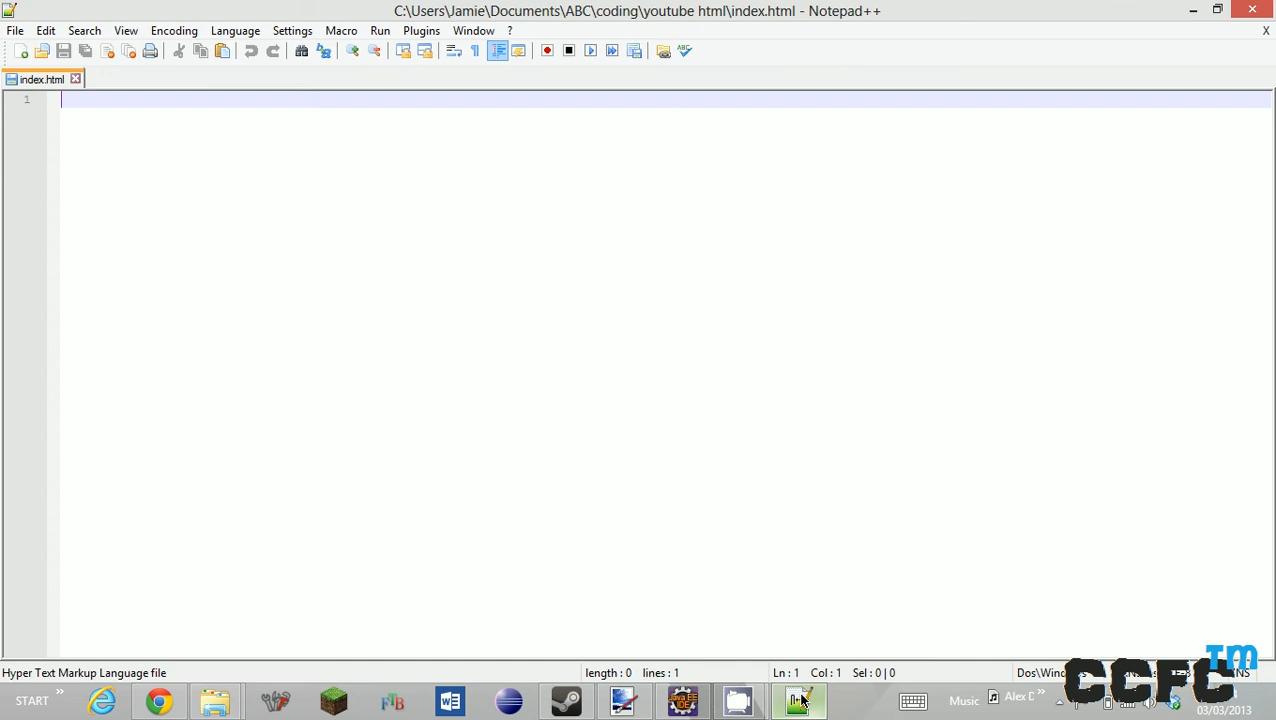 C:\Users\Jamie\Documents\ABC\coding\youtube html\index.html - Notepad++
File Edit Search View Encoding Language Settings Macro Run Plugins Window ? X
index.html
1
Hyper Text Markup Language file length : 0 lines : 1 Ln : 1 Col : 1 Sel : 0 | 0
START Music Alex
03/03/2013
CCFC TM